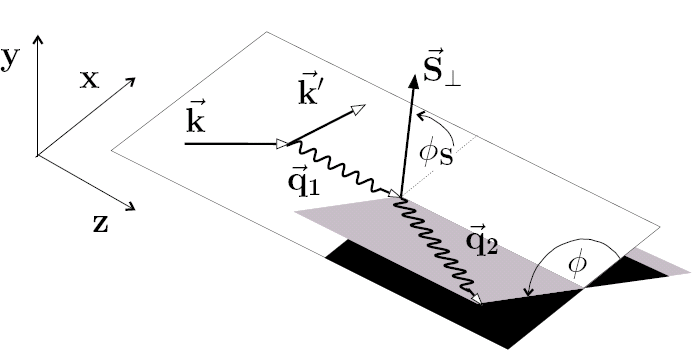 y
x
z
k⃗
k⃗′
q⃗₁
S⃗⊥
ϕS
q⃗₂
ϕ